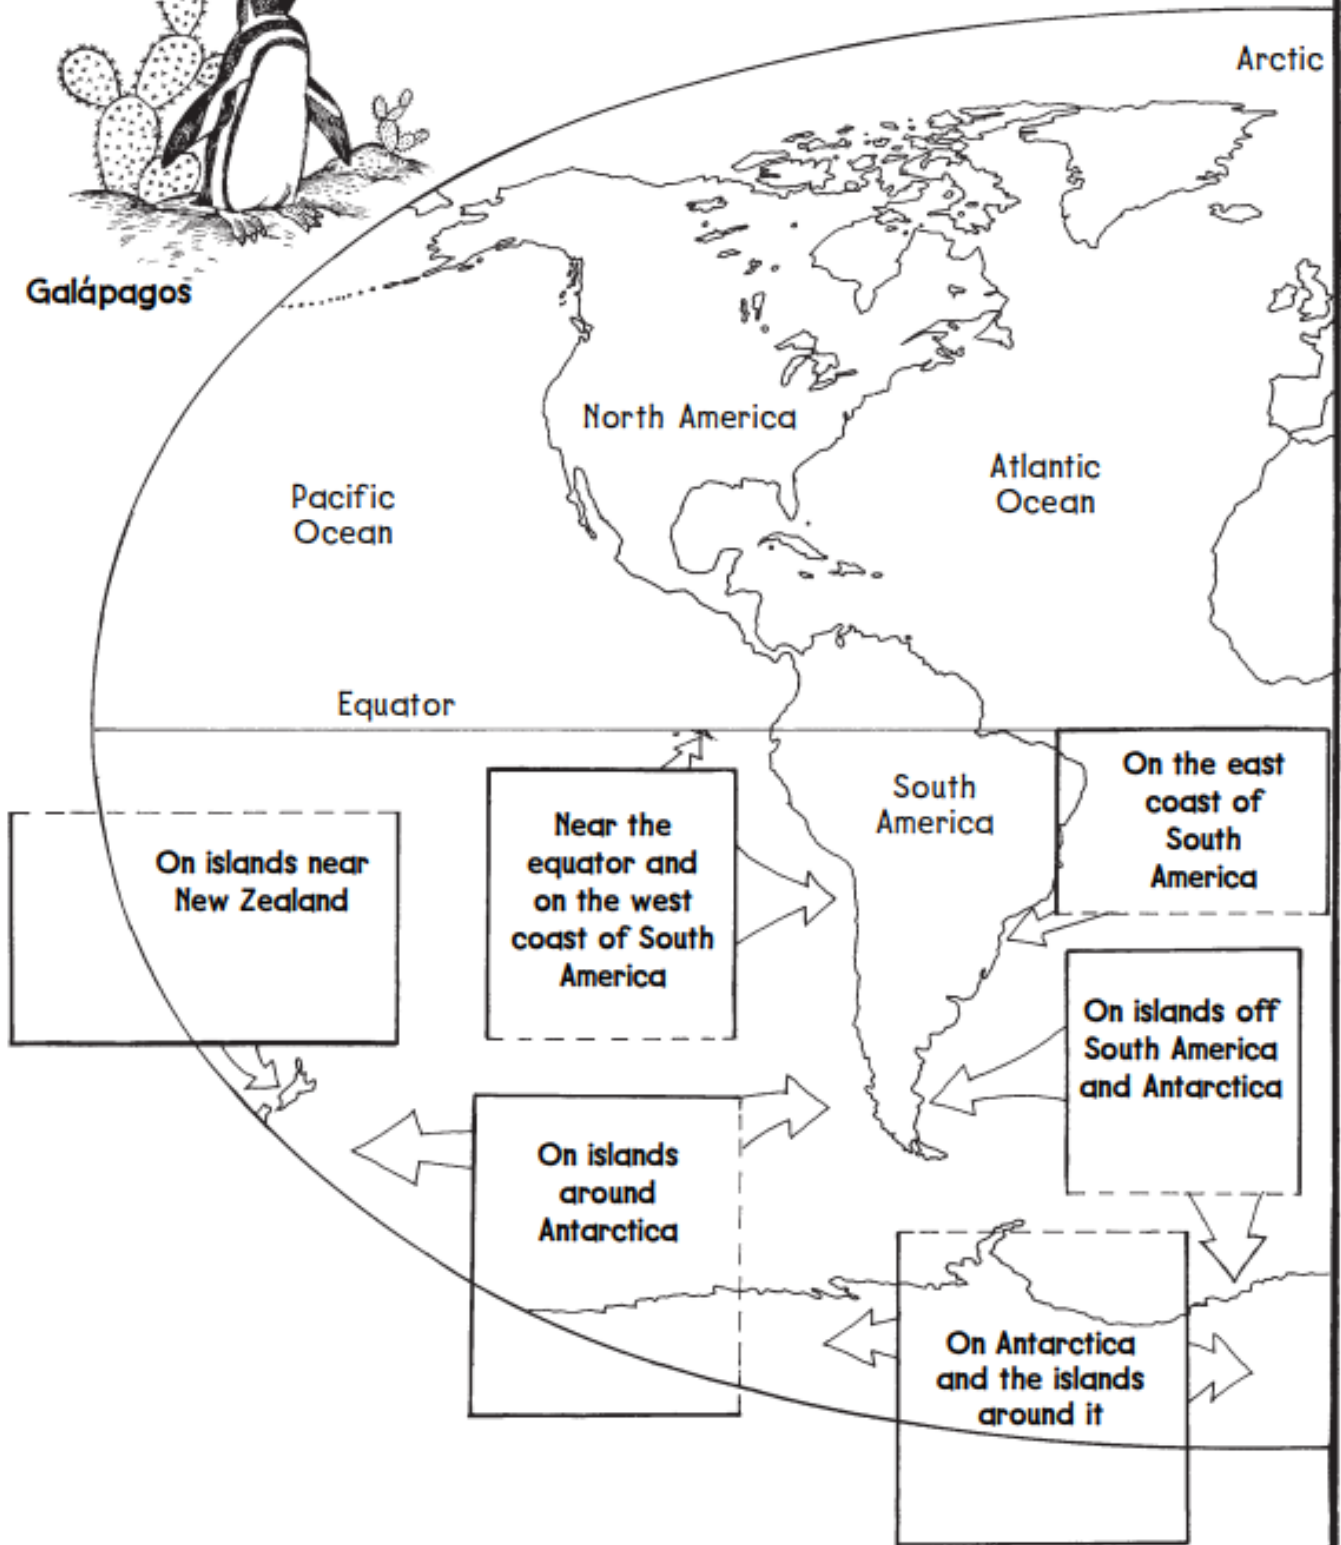 Arctic
Galápagos
North America
Atlantic
Ocean
Pacific
Ocean
Equator
South
America
On the east
coast of
South
America
Near the
equator and
on the west
coast of South
America
On islands near
New Zealand
On islands off
South America
and Antarctica
On islands
around
Antarctica
On Antarctica
and the islands
around it